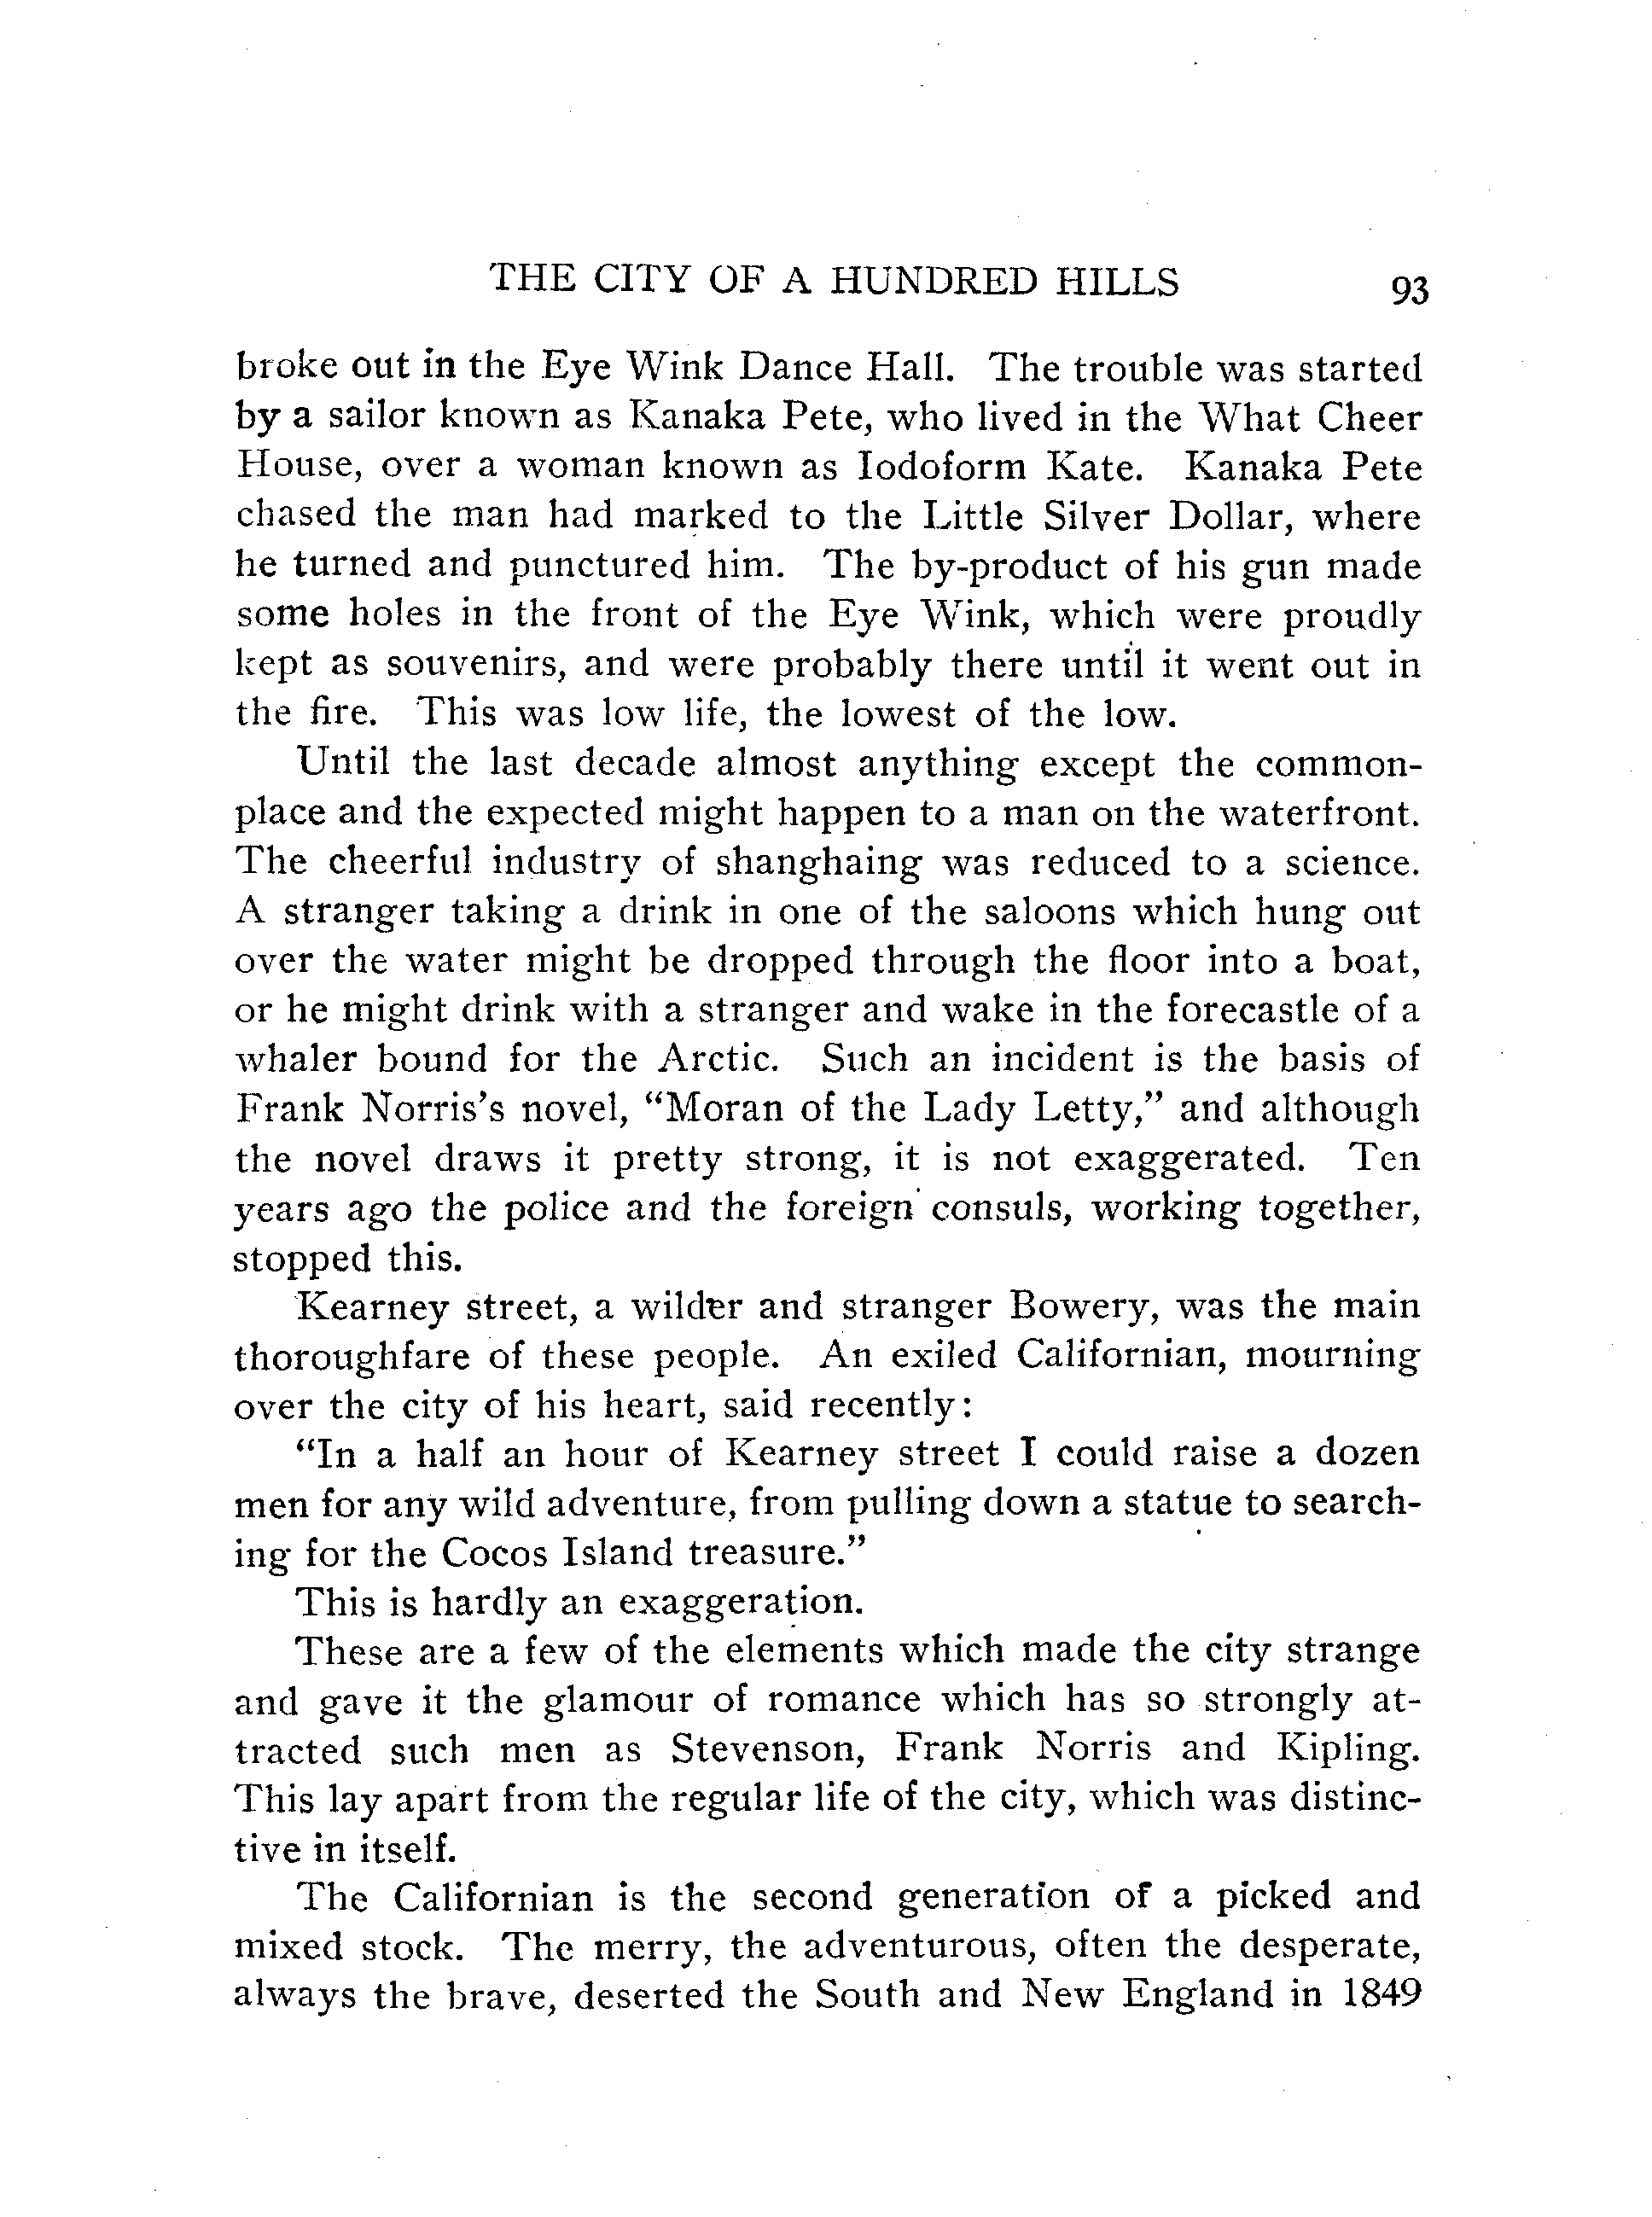 THE CITY OF A HUNDRED HILLS 93
broke out in the Eye Wink Dance Hall. The trouble was started
by a sailor known as Kanaka Pete, who lived in the What Cheer
House, over a woman known as Iodoform Kate. Kanaka Pete
chased the man had marked to the Little Silver Dollar, where
he turned and punctured him. The by-product of his gun made
some holes in the front of the Eye Wink, which were proudly
kept as souvenirs, and were probably there until it went out in
the fire. This was low life, the lowest of the low.
Until the last decade almost anything except the common-
place and the expected might happen to a man on the waterfront.
The cheerful industry of shanghaing was reduced to a science.
A stranger taking a drink in one of the saloons which hung out
over the water might be dropped through the floor into a boat,
or he might drink with a stranger and wake in the forecastle of a
whaler bound for the Arctic. Such an incident is the basis of
Frank Norris's novel, "Moran of the Lady Letty," and although
the novel draws it pretty strong, it is not exaggerated. Ten
years ago the police and the foreign consuls, working together,
stopped this.
Kearney street, a wilder and stranger Bowery, was the main
thoroughfare of these people. An exiled Californian, mourning
over the city of his heart, said recently:
"In a half an hour of Kearney street I could raise a dozen
men for any wild adventure, from pulling down a statue to search-
ing for the Cocos Island treasure."
This is hardly an exaggeration.
These are a few of the elements which made the city strange
and gave it the glamour of romance which has so strongly at-
tracted such men as Stevenson, Frank Norris and Kipling.
This lay apart from the regular life of the city, which was distinc-
tive in itself.
The Californian is the second generation of a picked and
mixed stock. The merry, the adventurous, often the desperate,
always the brave, deserted the South and New England in 1849